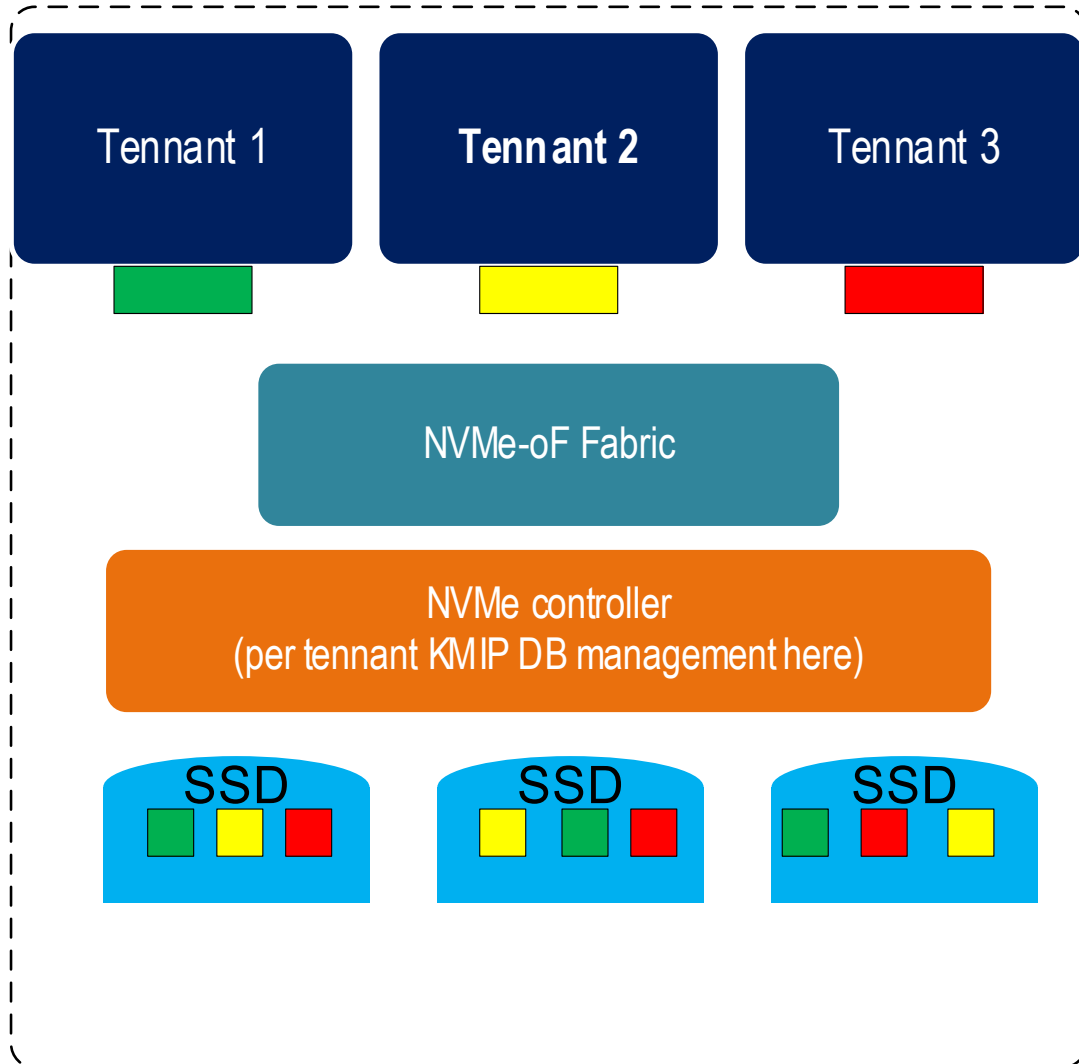 Tennant 1
Tennant 2
Tennant 3
NVMe-oF Fabric
NVMe controller
(per tennant KMIP DB management here)
SSD
SSD
SSD